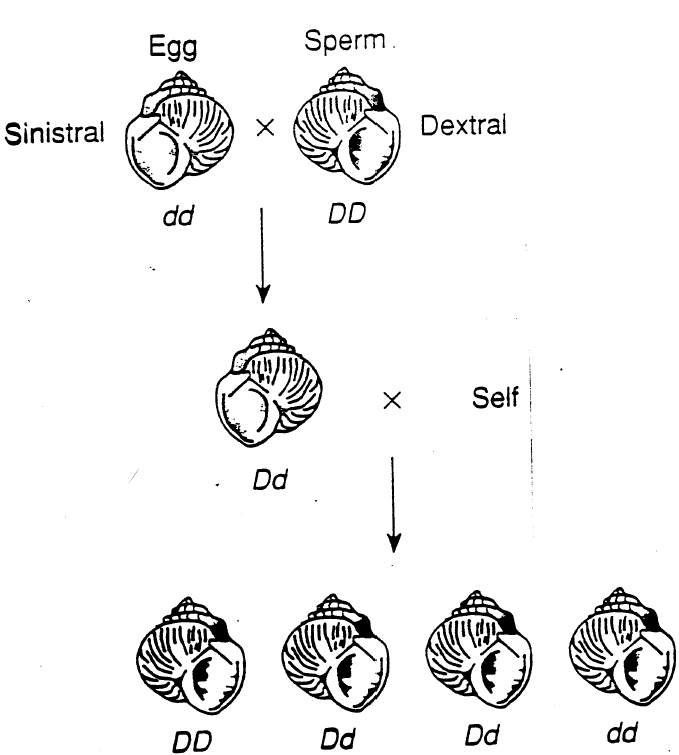 Egg Sperm
Sinistral × Dextral
dd DD
× Self
Dd
DD Dd Dd dd